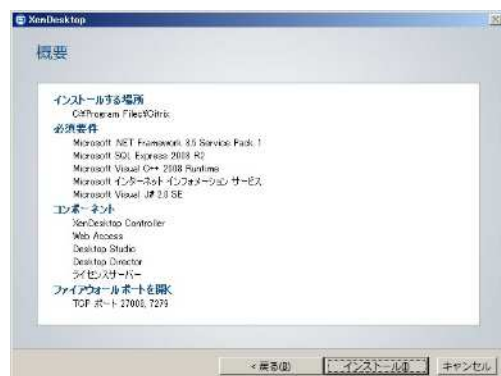 XenDesktop
概要
インストールする場所
C:¥Program Files¥Citrix
必須要件
Microsoft .NET Framework 3.5 Service Pack 1
Microsoft SQL Express 2008 R2
Microsoft Visual C++ 2008 Runtime
Microsoft インターネット インフォメーション サービス
Microsoft Visual J# 2.0 SE
コンポーネント
XenDesktop Controller
Web Access
Desktop Studio
Desktop Director
ライセンスサーバー
ファイアウォール ポートを開く
TCP ポート 27000, 7279
< 戻る(B)
インストール(I)
キャンセル